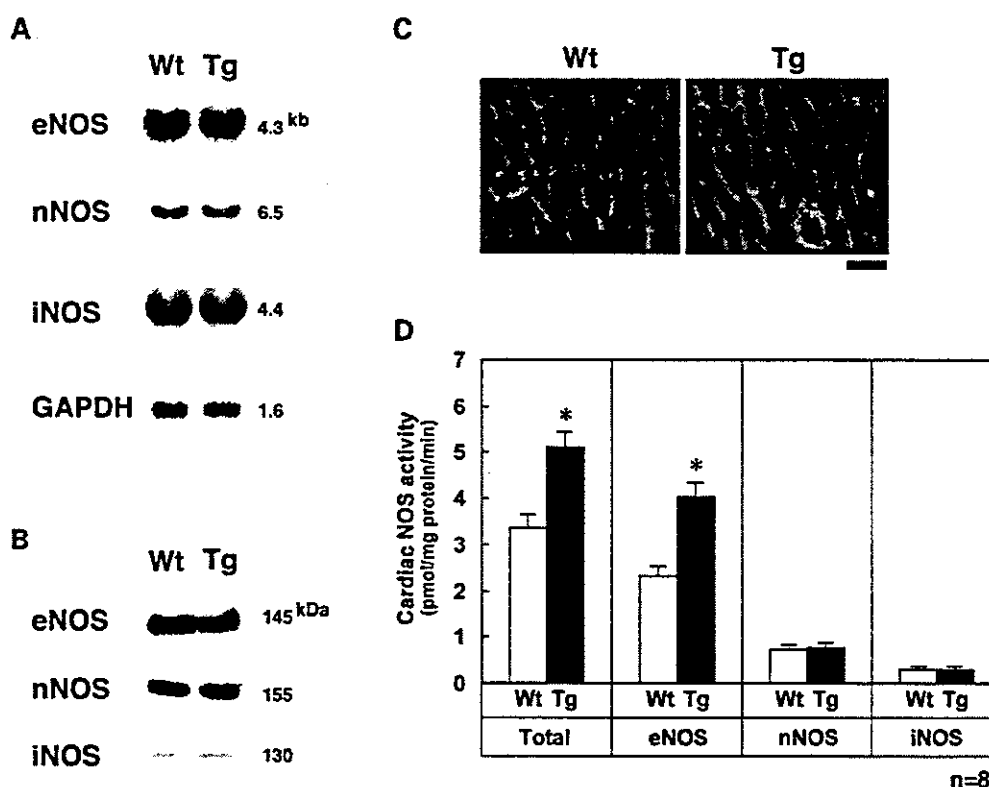 A
Wt Tg
eNOS 4.3 kb
nNOS 6.5
iNOS 4.4
GAPDH 1.6
B
Wt Tg
eNOS 145 kDa
nNOS 155
iNOS 130
C
Wt Tg
D
Cardiac NOS activity
(pmol/mg protein/min)
7
6
5
4
3
2
1
0
* *
Wt Tg Wt Tg Wt Tg Wt Tg
Total eNOS nNOS iNOS
n=8